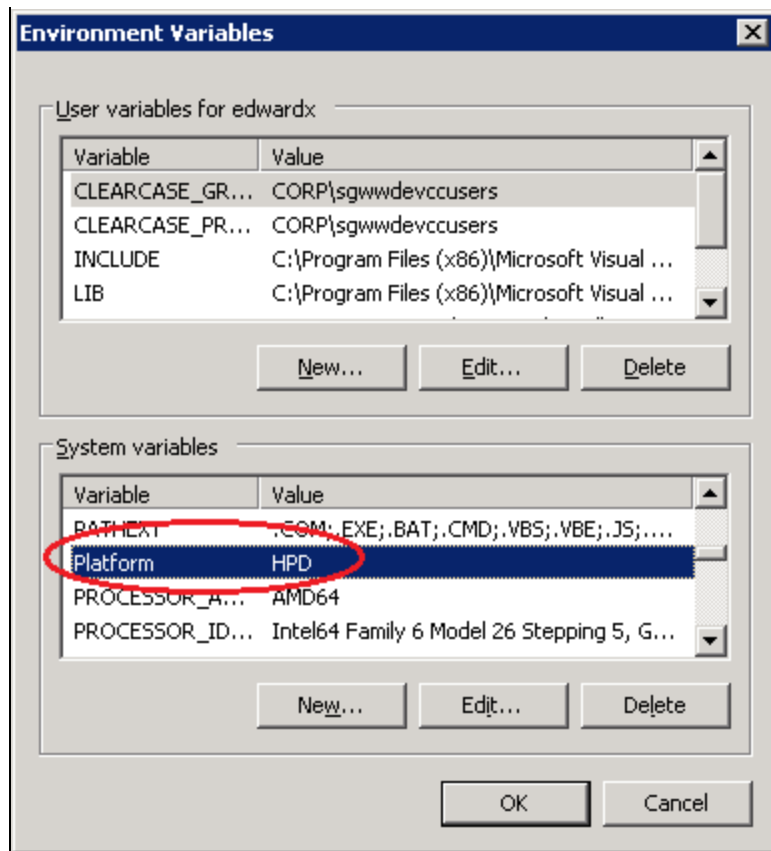 Environment Variables
User variables for edwardx
Variable Value
CLEARCASE_GR... CORP\sgwwdevccusers
CLEARCASE_PR... CORP\sgwwdevccusers
INCLUDE C:\Program Files (x86)\Microsoft Visual ...
LIB C:\Program Files (x86)\Microsoft Visual ...
New... Edit... Delete
System variables
Variable Value
PATHEXT .COM;.EXE;.BAT;.CMD;.VBS;.VBE;.JS;....
Platform HPD
PROCESSOR_A... AMD64
PROCESSOR_ID... Intel64 Family 6 Model 26 Stepping 5, G...
New... Edit... Delete
OK Cancel